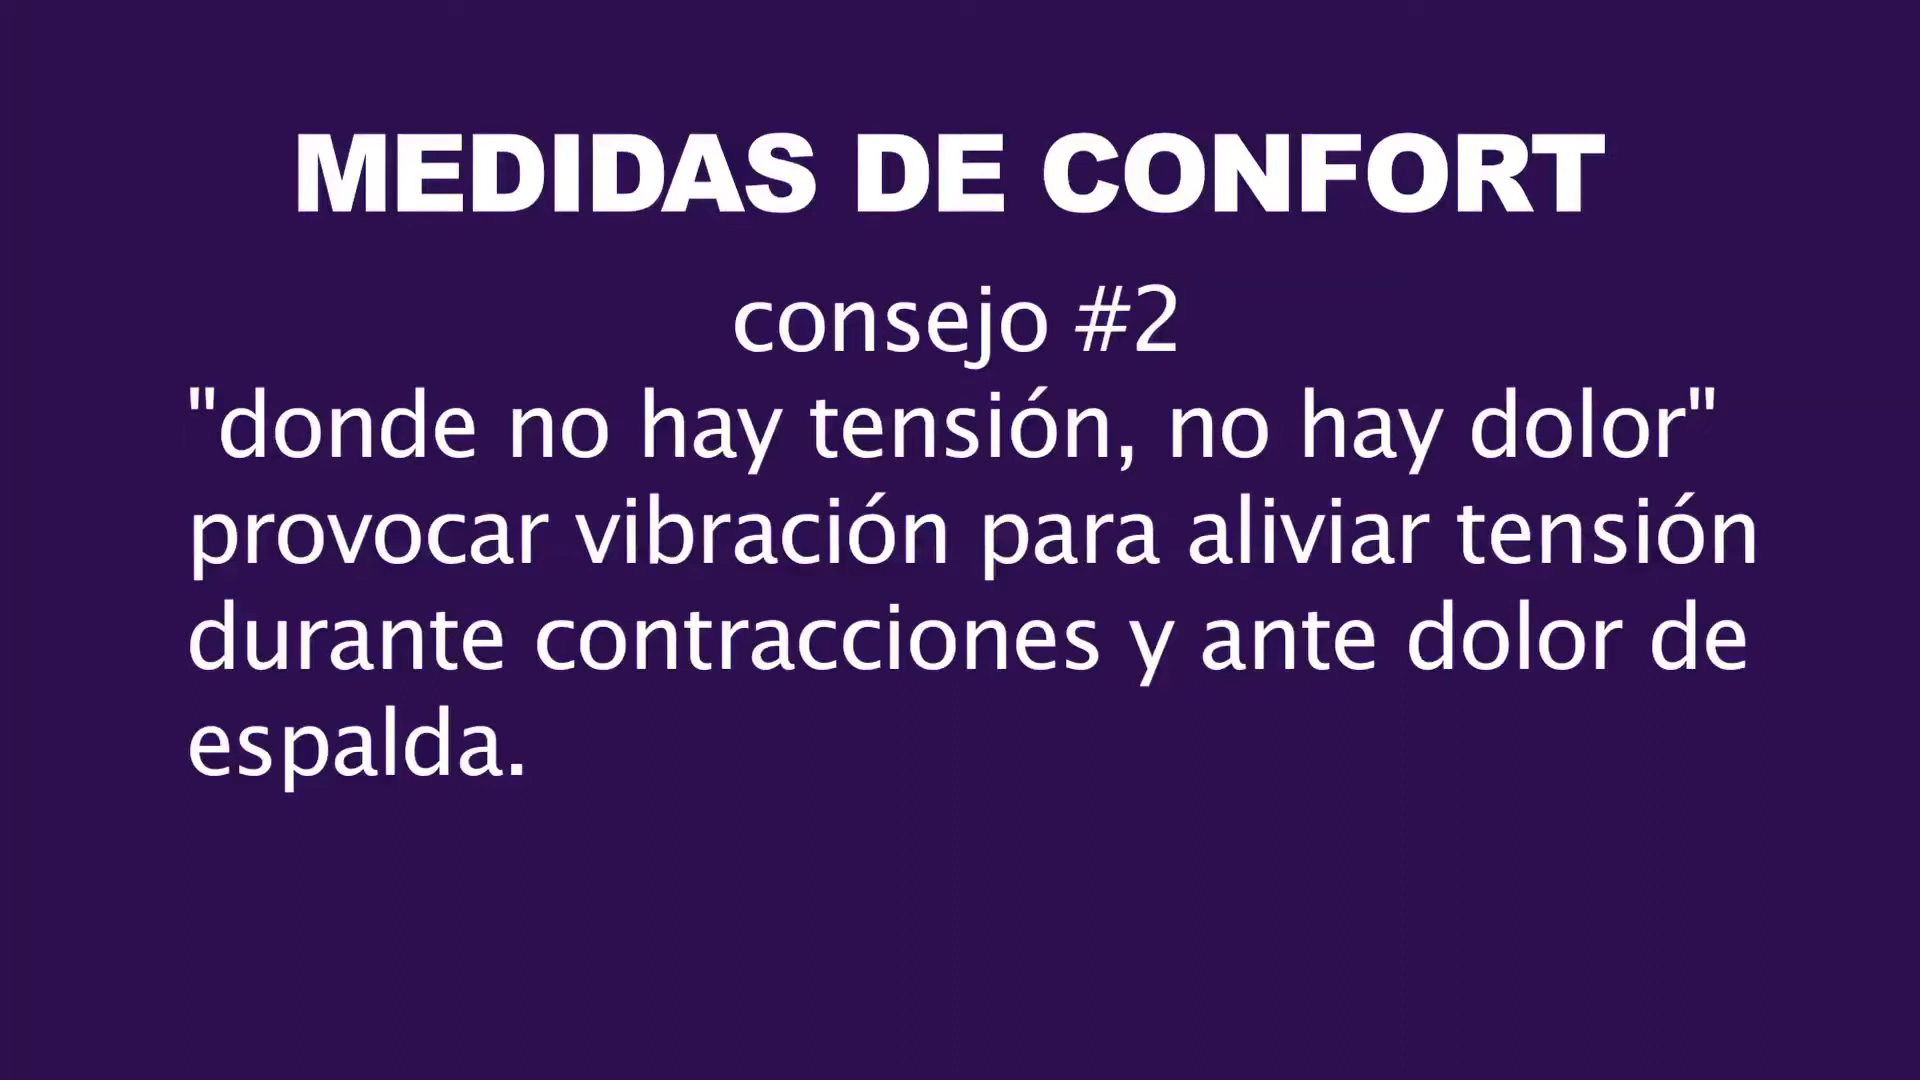 MEDIDAS DE CONFORT
consejo #2
"donde no hay tensión, no hay dolor"
provocar vibración para aliviar tensión
durante contracciones y ante dolor de
espalda.